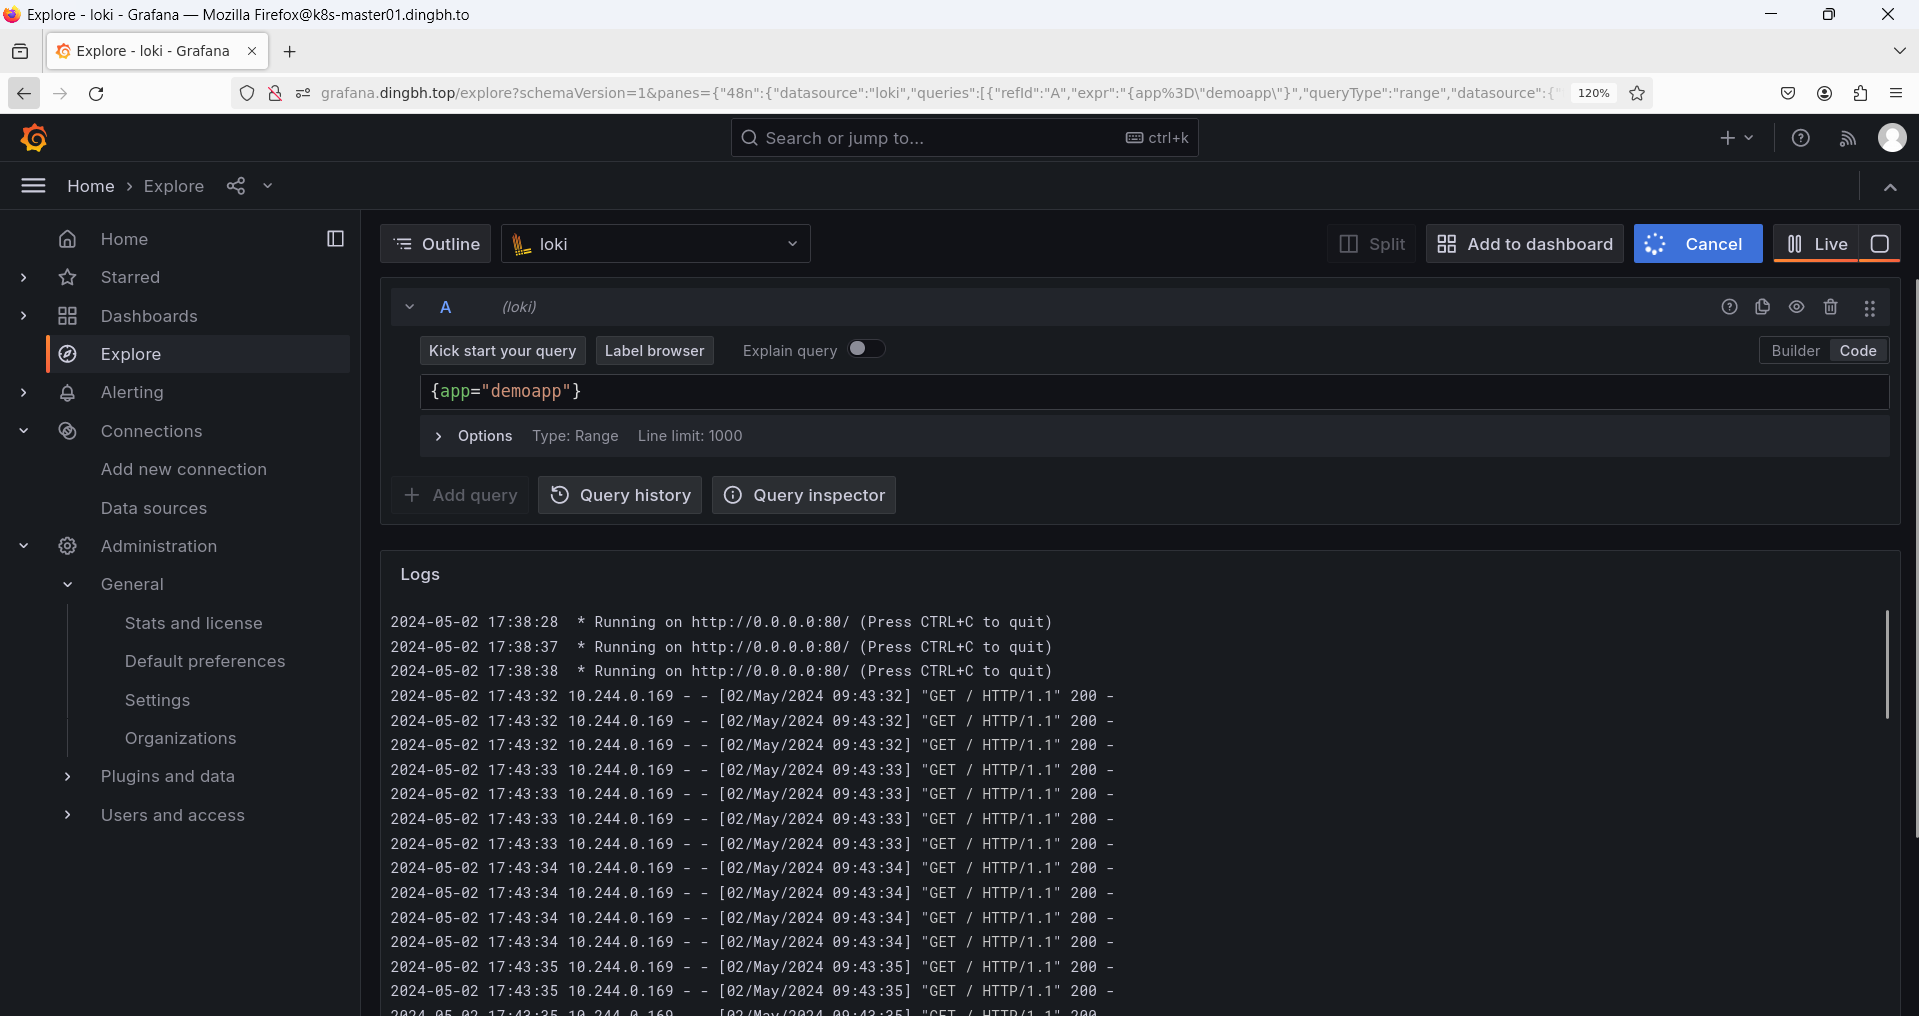 Explore - loki - Grafana — Mozilla Firefox@k8s-master01.dingbh.to
Explore - loki - Grafana
grafana.dingbh.top/explore?schemaVersion=1&panes={"48n":{"datasource":"loki","queries":[{"refId":"A","expr":"{app%3D\"demoapp\"}","queryType":"range","datasource":{"
120%
Search or jump to...
ctrl+k
Home › Explore
Home
Starred
Dashboards
Explore
Alerting
Connections
Add new connection
Data sources
Administration
General
Stats and license
Default preferences
Settings
Organizations
Plugins and data
Users and access
Outline
loki
Split
Add to dashboard
Cancel
Live
A (loki)
Kick start your query
Label browser
Explain query
Builder
Code
{app="demoapp"}
Options Type: Range Line limit: 1000
+ Add query
Query history
Query inspector
Logs
2024-05-02 17:38:28 * Running on http://0.0.0.0:80/ (Press CTRL+C to quit)
2024-05-02 17:38:37 * Running on http://0.0.0.0:80/ (Press CTRL+C to quit)
2024-05-02 17:38:38 * Running on http://0.0.0.0:80/ (Press CTRL+C to quit)
2024-05-02 17:43:32 10.244.0.169 - - [02/May/2024 09:43:32] "GET / HTTP/1.1" 200 -
2024-05-02 17:43:32 10.244.0.169 - - [02/May/2024 09:43:32] "GET / HTTP/1.1" 200 -
2024-05-02 17:43:32 10.244.0.169 - - [02/May/2024 09:43:32] "GET / HTTP/1.1" 200 -
2024-05-02 17:43:33 10.244.0.169 - - [02/May/2024 09:43:33] "GET / HTTP/1.1" 200 -
2024-05-02 17:43:33 10.244.0.169 - - [02/May/2024 09:43:33] "GET / HTTP/1.1" 200 -
2024-05-02 17:43:33 10.244.0.169 - - [02/May/2024 09:43:33] "GET / HTTP/1.1" 200 -
2024-05-02 17:43:33 10.244.0.169 - - [02/May/2024 09:43:33] "GET / HTTP/1.1" 200 -
2024-05-02 17:43:34 10.244.0.169 - - [02/May/2024 09:43:34] "GET / HTTP/1.1" 200 -
2024-05-02 17:43:34 10.244.0.169 - - [02/May/2024 09:43:34] "GET / HTTP/1.1" 200 -
2024-05-02 17:43:34 10.244.0.169 - - [02/May/2024 09:43:34] "GET / HTTP/1.1" 200 -
2024-05-02 17:43:34 10.244.0.169 - - [02/May/2024 09:43:34] "GET / HTTP/1.1" 200 -
2024-05-02 17:43:35 10.244.0.169 - - [02/May/2024 09:43:35] "GET / HTTP/1.1" 200 -
2024-05-02 17:43:35 10.244.0.169 - - [02/May/2024 09:43:35] "GET / HTTP/1.1" 200 -
2024-05-02 17:43:35 10.244.0.169 - - [02/May/2024 09:43:35] "GET / HTTP/1.1" 200 -